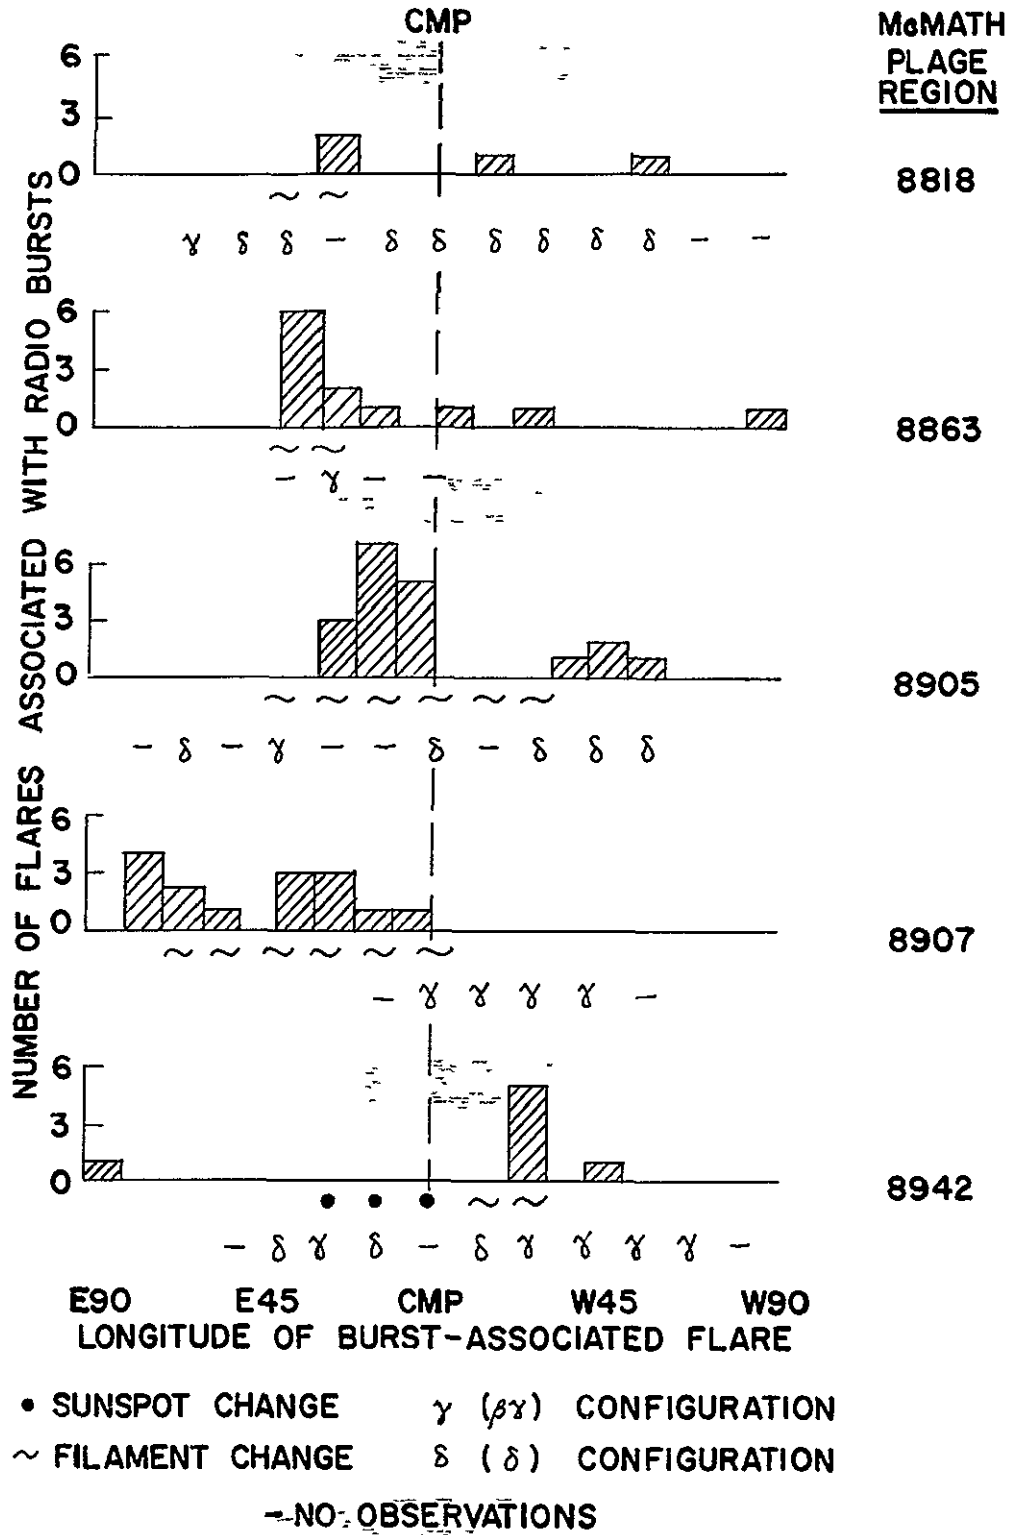 CMP
McMATH
PLAGE
REGION
NUMBER OF FLARES ASSOCIATED WITH RADIO BURSTS
6
3
0
8818
~ ~
γ δ δ - δ δ δ δ δ δ - -
6
3
0
8863
~ ~
- γ - -
6
3
0
8905
~ ~ ~ ~ ~ ~
- δ - γ - - δ - δ δ δ
6
3
0
8907
~ ~ ~ ~ ~ ~
- γ γ γ γ -
6
3
0
8942
• • • ~ ~
- δ γ δ - δ γ γ γ γ -
E90 E45 CMP W45 W90
LONGITUDE OF BURST-ASSOCIATED FLARE
• SUNSPOT CHANGE γ (βγ) CONFIGURATION
~ FILAMENT CHANGE δ (δ) CONFIGURATION
- NO OBSERVATIONS